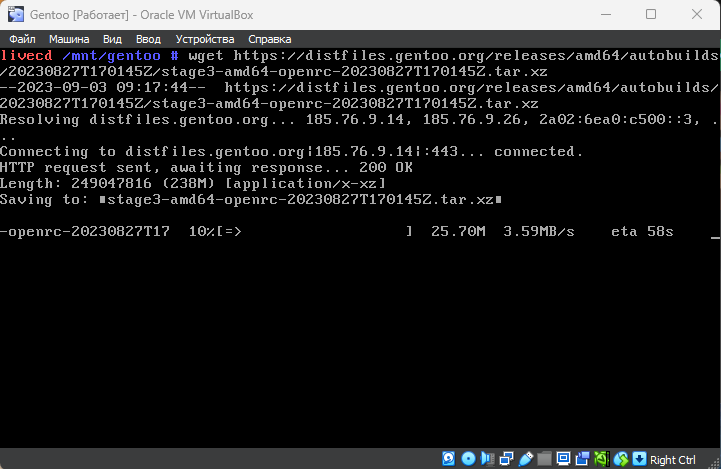 Gentoo [Работает] - Oracle VM VirtualBox
Файл Машина Вид Ввод Устройства Справка
livecd /mnt/gentoo # wget https://distfiles.gentoo.org/releases/amd64/autobuilds
/20230827T170145Z/stage3-amd64-openrc-20230827T170145Z.tar.xz
--2023-09-03 09:17:44-- https://distfiles.gentoo.org/releases/amd64/autobuilds/
20230827T170145Z/stage3-amd64-openrc-20230827T170145Z.tar.xz
Resolving distfiles.gentoo.org... 185.76.9.14, 185.76.9.26, 2a02:6ea0:c500::3, .
..
Connecting to distfiles.gentoo.org|185.76.9.14|:443... connected.
HTTP request sent, awaiting response... 200 OK
Length: 249047816 (238M) [application/x-xz]
Saving to: ■stage3-amd64-openrc-20230827T170145Z.tar.xz■
-openrc-20230827T17 10%[=> ] 25.70M 3.59MB/s eta 58s _
Right Ctrl